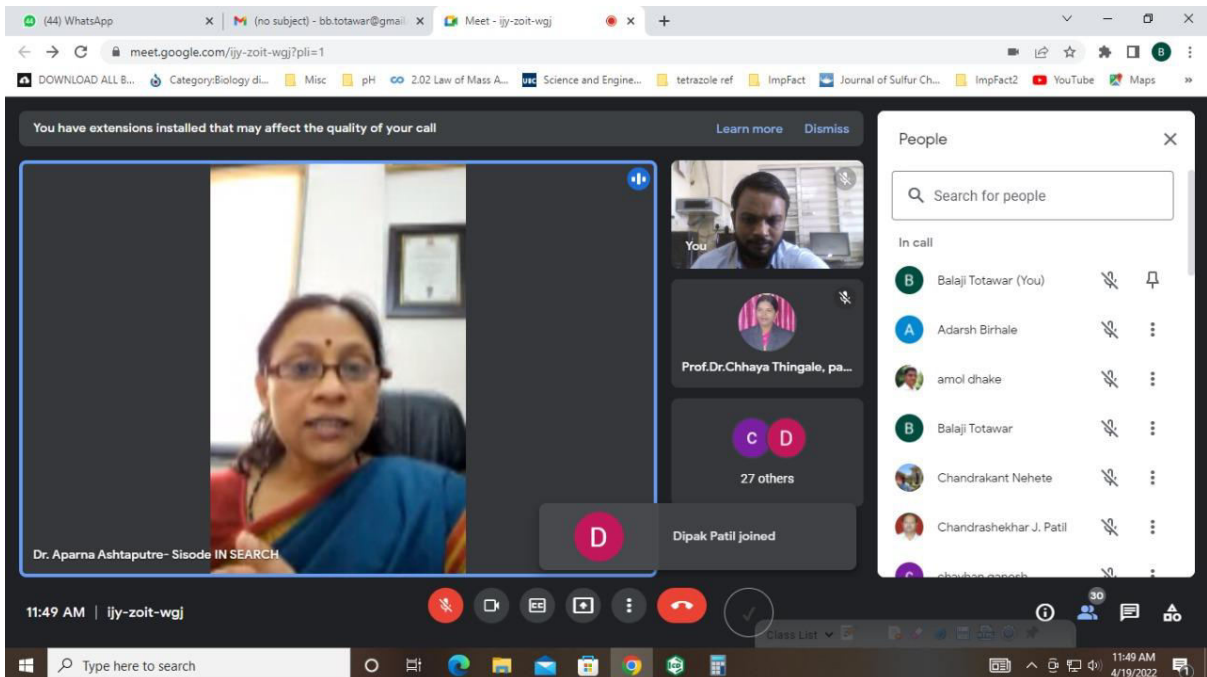 (44) WhatsApp
(no subject) - bb.totawar@gmail
Meet - ijy-zoit-wgj
meet.google.com/ijy-zoit-wgj?pli=1
DOWNLOAD ALL B... Category:Biology di... Misc pH 2.02 Law of Mass A... UBC Science and Engine... tetrazole ref ImpFact Journal of Sulfur Ch... ImpFact2 YouTube Maps
You have extensions installed that may affect the quality of your call
Learn more Dismiss
You
Prof.Dr.Chhaya Thingale, pa...
C D
27 others
D Dipak Patil joined
Dr. Aparna Ashtaputre- Sisode IN SEARCH
People
Search for people
In call
B Balaji Totawar (You)
A Adarsh Birhale
amol dhake
B Balaji Totawar
Chandrakant Nehete
Chandrashekhar J. Patil
chavhan ganesh
11:49 AM | ijy-zoit-wgj
30
Class List
Type here to search
11:49 AM
4/19/2022